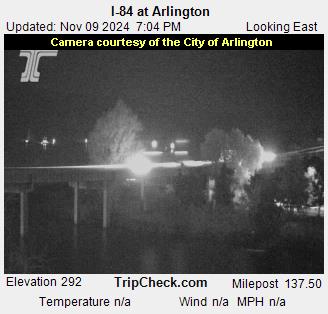 I-84 at Arlington
Updated: Nov 09 2024 7:04 PM Looking East
Camera courtesy of the City of Arlington
Elevation 292 TripCheck.com Milepost 137.50
Temperature n/a Wind n/a MPH n/a